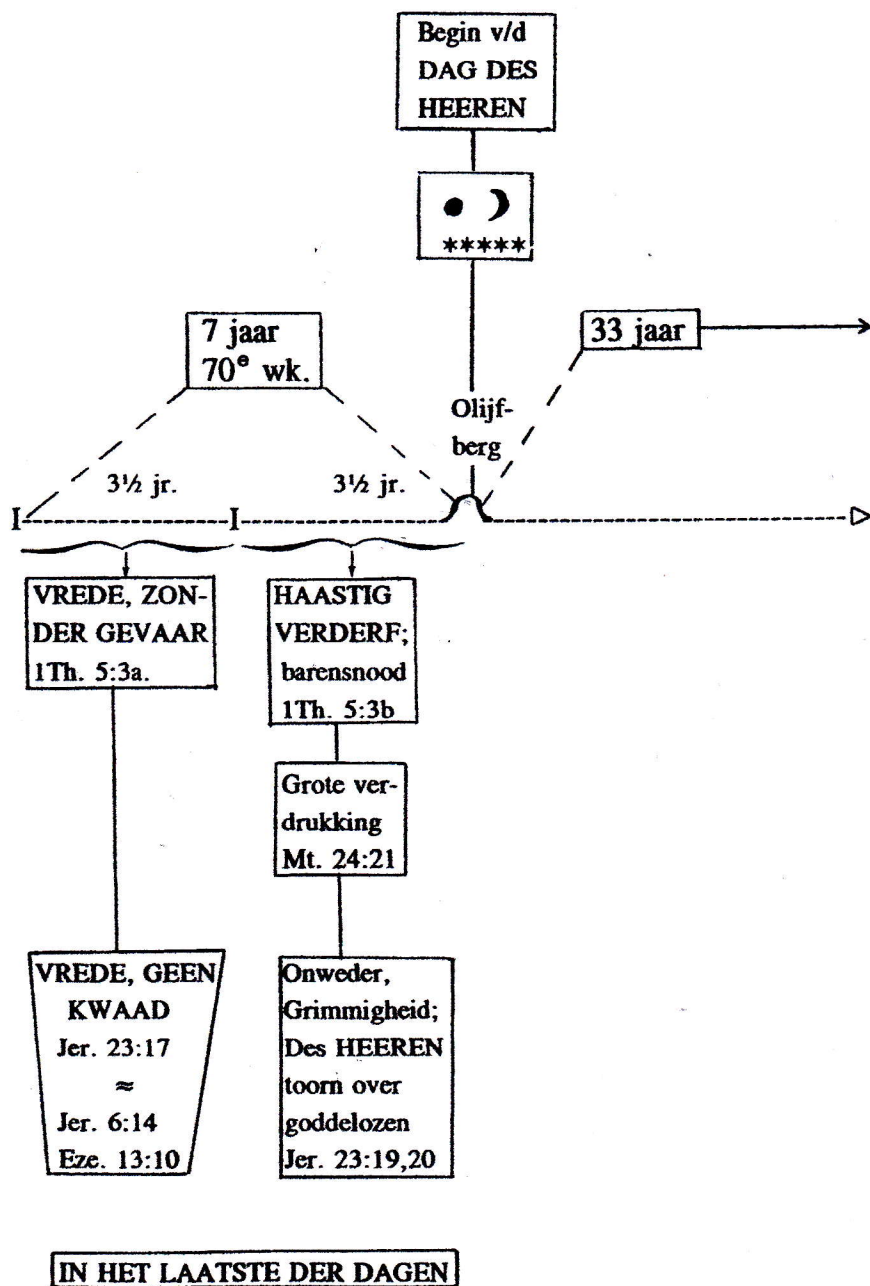 Begin v/d
DAG DES
HEEREN
*****
7 jaar
70e wk.
33 jaar
Olijf-
berg
3½ jr.
3½ jr.
VREDE, ZON-
DER GEVAAR
1Th. 5:3a.
HAASTIG
VERDERF;
barensnood
1Th. 5:3b
Grote ver-
drukking
Mt. 24:21
VREDE, GEEN
KWAAD
Jer. 23:17
≈
Jer. 6:14
Eze. 13:10
Onweder,
Grimmigheid;
Des HEEREN
toorn over
goddelozen
Jer. 23:19,20
IN HET LAATSTE DER DAGEN